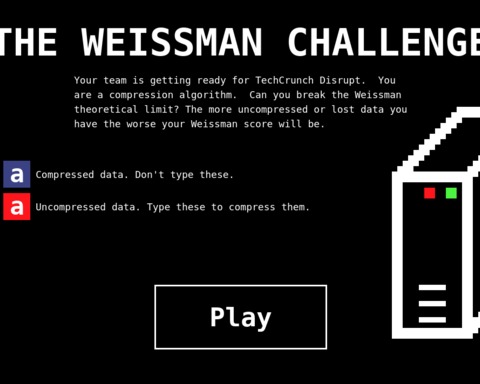 THE WEISSMAN CHALLENGE
Your team is getting ready for TechCrunch Disrupt.  You
are a compression algorithm.  Can you break the Weissman
theoretical limit? The more uncompressed or lost data you
have the worse your Weissman score will be.
a Compressed data. Don't type these.
a Uncompressed data. Type these to compress them.
Play